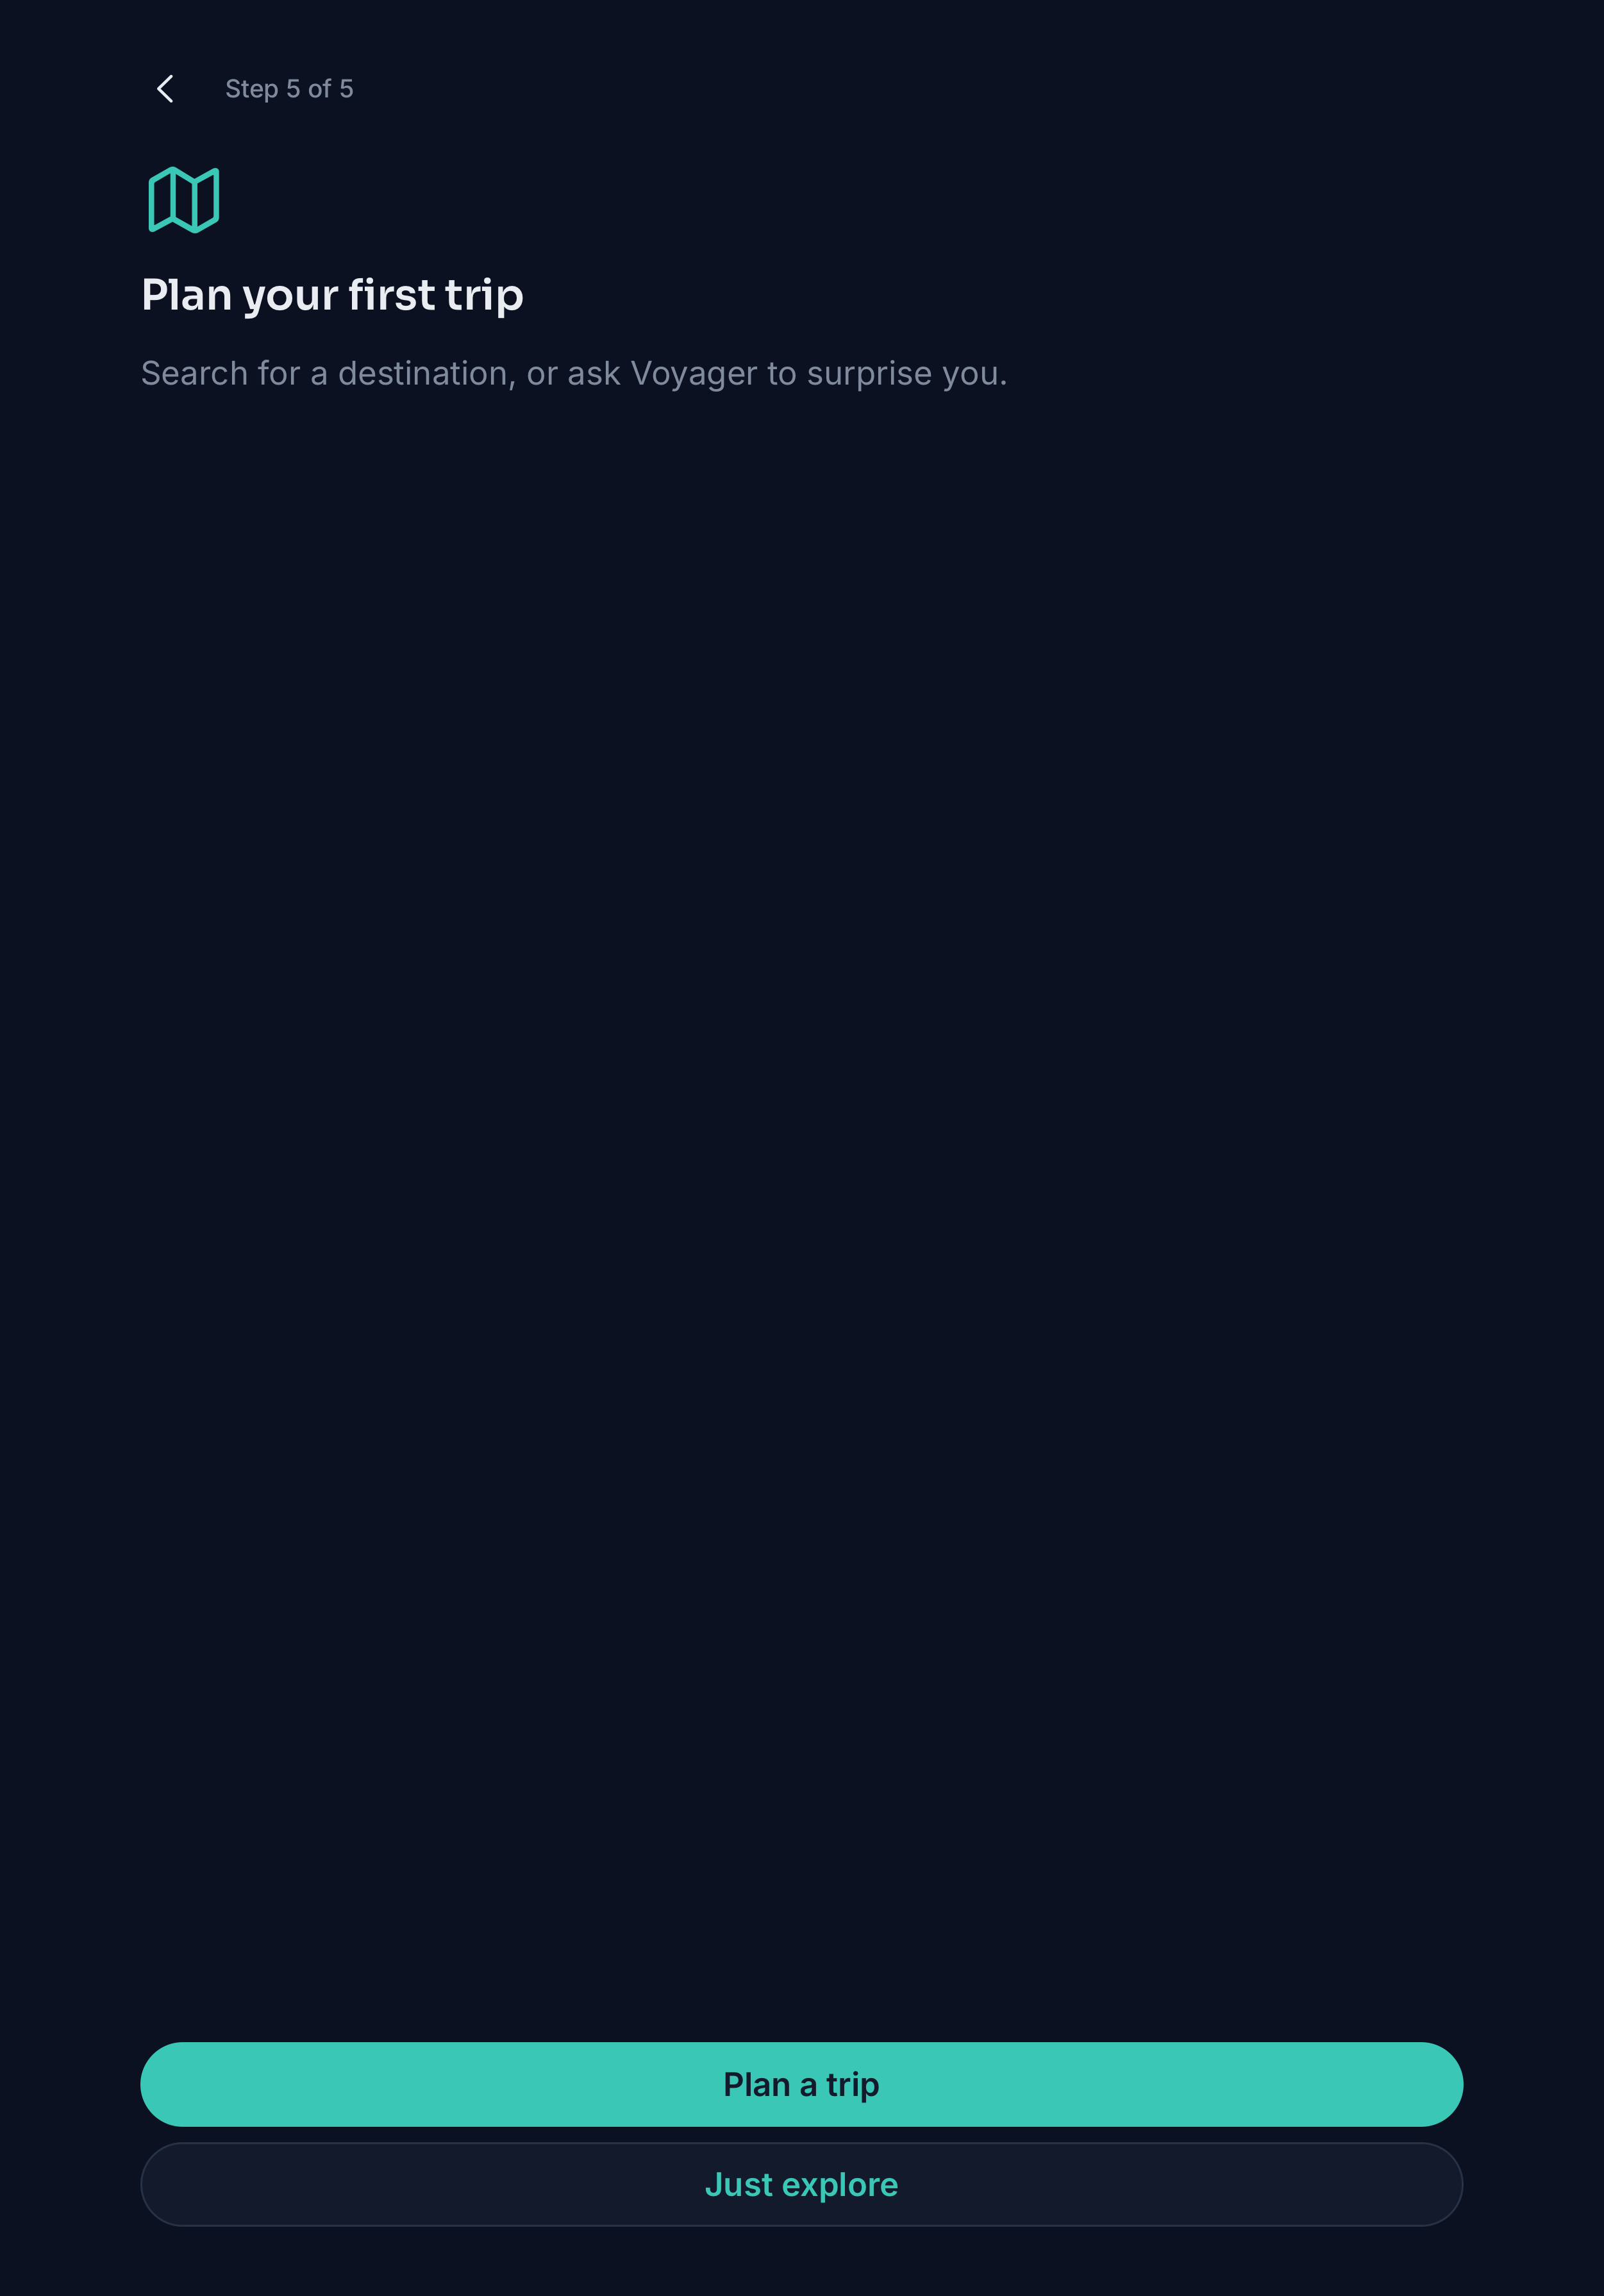 Step 5 of 5
Plan your first trip
Search for a destination, or ask Voyager to surprise you.
Plan a trip
Just explore